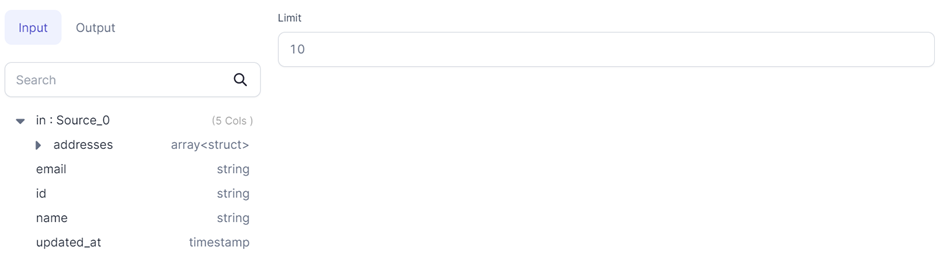 Input Output
Search
in : Source_0 (5 Cols )
addresses array<struct>
email string
id string
name string
updated_at timestamp
Limit
10